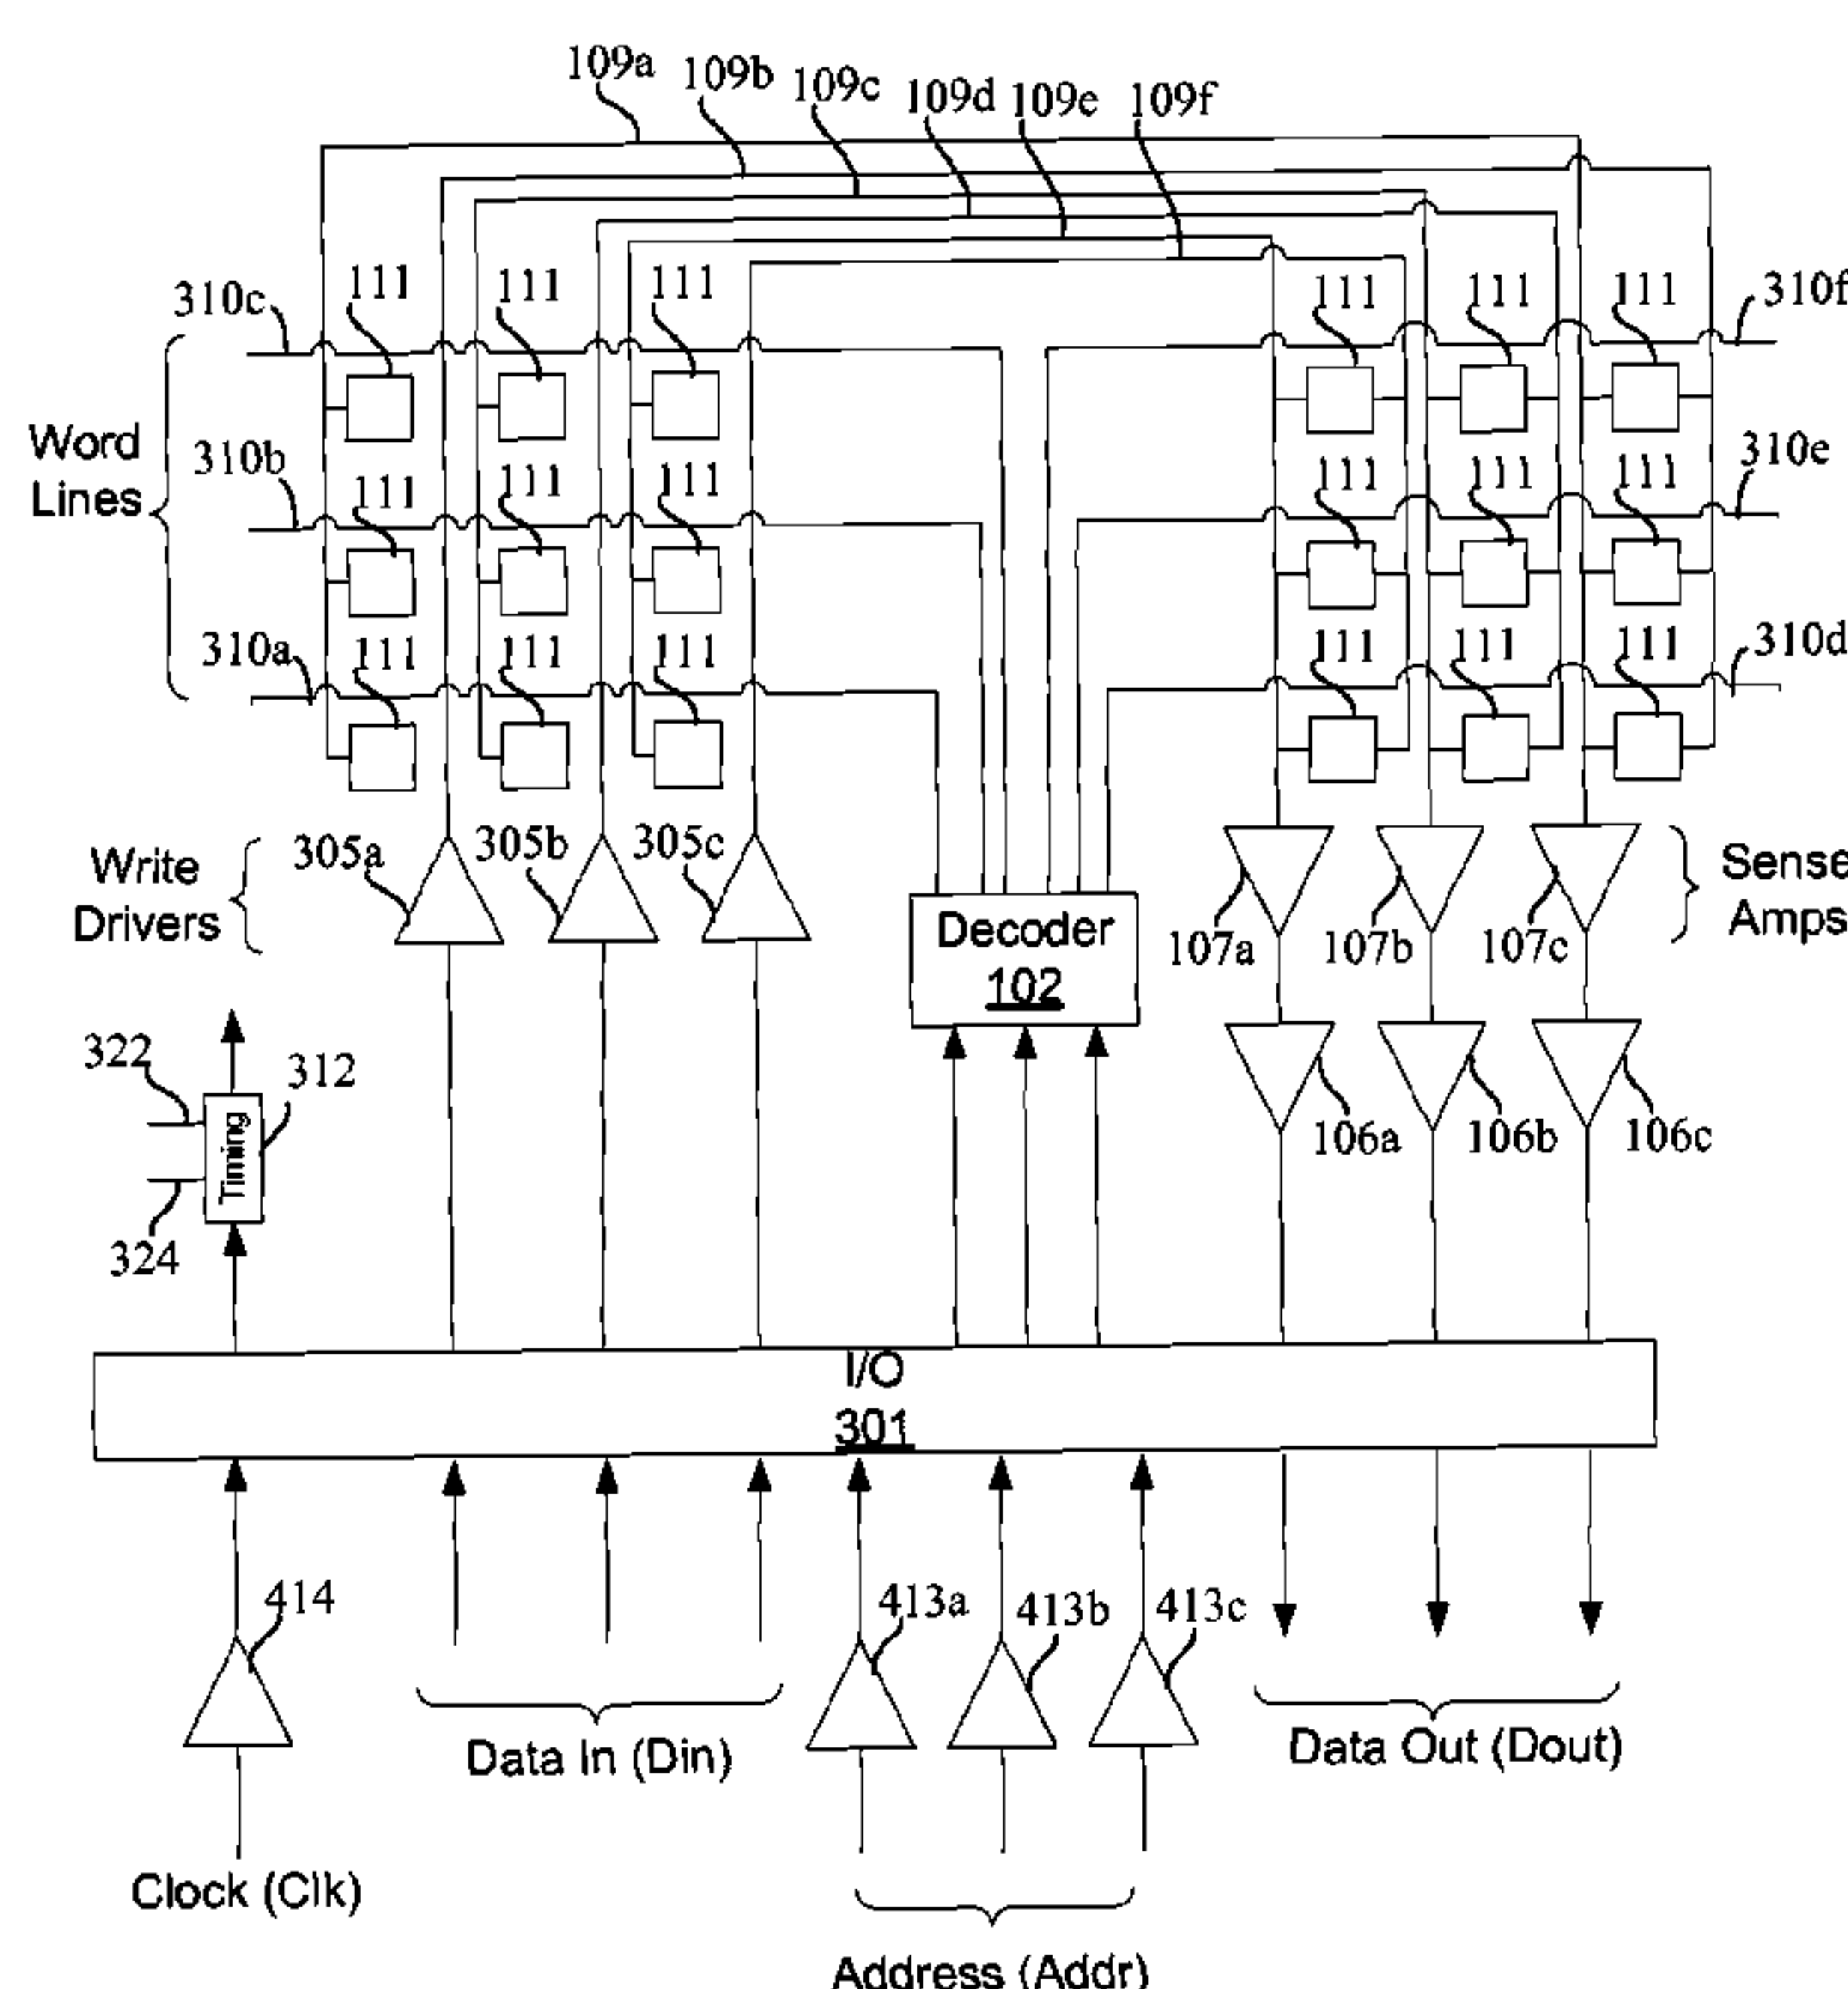 109a 109b 109c 109d 109e 109f
310c 111 111 111 111 111 111 310f
Word
Lines
310b 111 111 111 111 111 111 310e
310a 111 111 111 111 111 111 310d
Write
Drivers
305a 305b 305c
Decoder
102
107a 107b 107c
Sense
Amps
322 312
Timing
324
106a 106b 106c
I/O
301
414 413a 413b 413c
Data In (Din)
Data Out (Dout)
Clock (Clk)
Address (Addr)